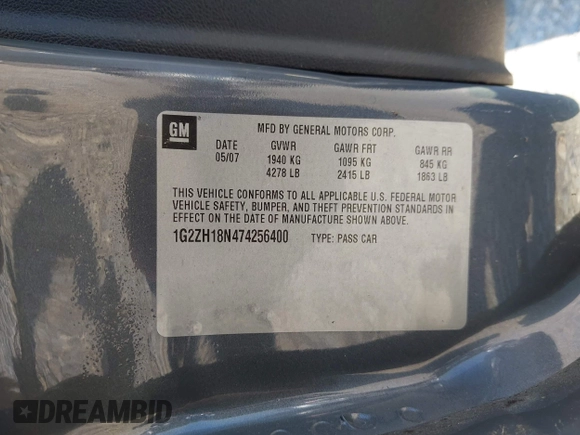 GM
MFD BY GENERAL MOTORS CORP.
DATE GVWR GAWR FRT GAWR RR
05/07 1940 KG 1095 KG 845 KG
4278 LB 2415 LB 1863 LB
THIS VEHICLE CONFORMS TO ALL APPLICABLE U.S. FEDERAL MOTOR
VEHICLE SAFETY, BUMPER, AND THEFT PREVENTION STANDARDS IN
EFFECT ON THE DATE OF MANUFACTURE SHOWN ABOVE.
1G2ZH18N474256400 TYPE: PASS CAR
DREAMBID